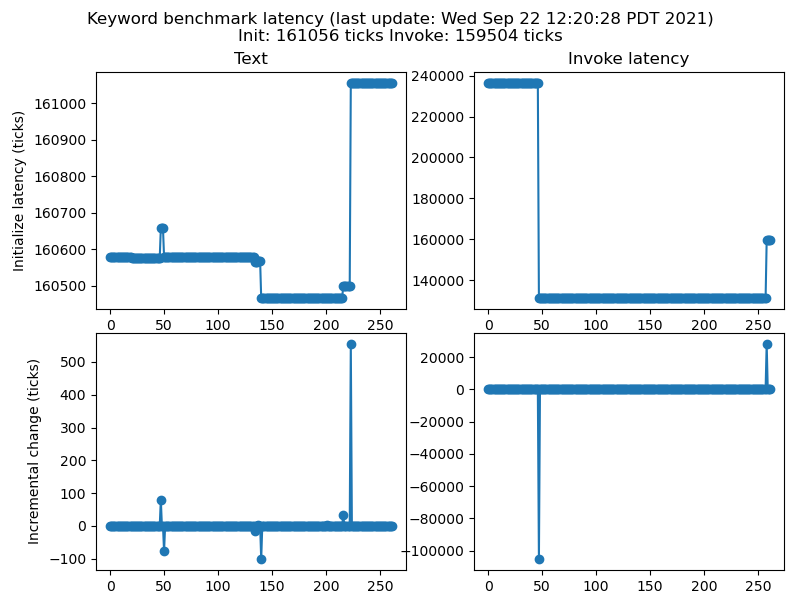 Keyword benchmark latency (last update: Wed Sep 22 12:20:28 PDT 2021)
Init: 161056 ticks Invoke: 159504 ticks
Text
Invoke latency
Initialize latency (ticks)
161000
160900
160800
160700
160600
160500
0 50 100 150 200 250
240000
220000
200000
180000
160000
140000
0 50 100 150 200 250
Incremental change (ticks)
500
400
300
200
100
0
−100
0 50 100 150 200 250
20000
0
−20000
−40000
−60000
−80000
−100000
0 50 100 150 200 250